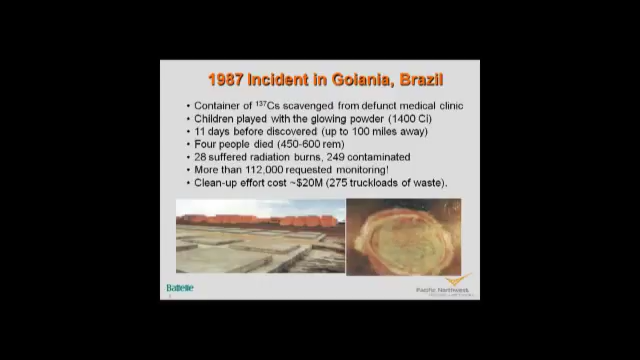 1987 Incident in Goiania, Brazil
• Container of ¹³⁷Cs scavenged from defunct medical clinic
• Children played with the glowing powder (1400 Ci)
• 11 days before discovered (up to 100 miles away)
• Four people died (450-600 rem)
• 28 suffered radiation burns, 249 contaminated
• More than 112,000 requested monitoring!
• Clean-up effort cost ~$20M (275 truckloads of waste).
Battelle
Pacific Northwest